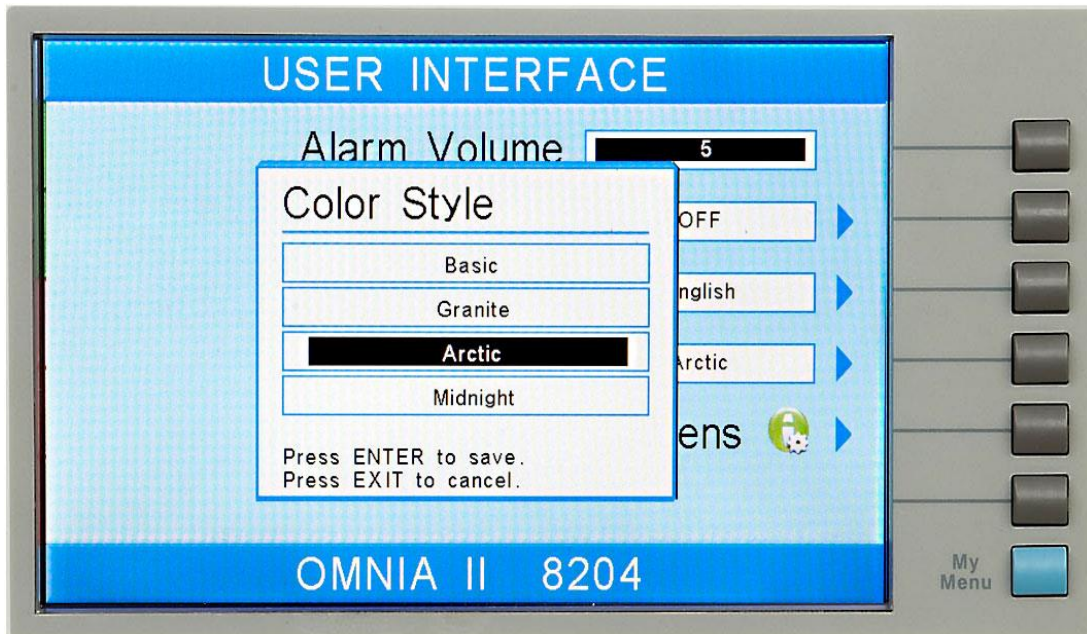 USER INTERFACE
Alarm Volume 5
Color Style
Basic
Granite
Arctic
Midnight
Press ENTER to save.
Press EXIT to cancel.
OFF
nglish
Arctic
ens
OMNIA II 8204
My
Menu